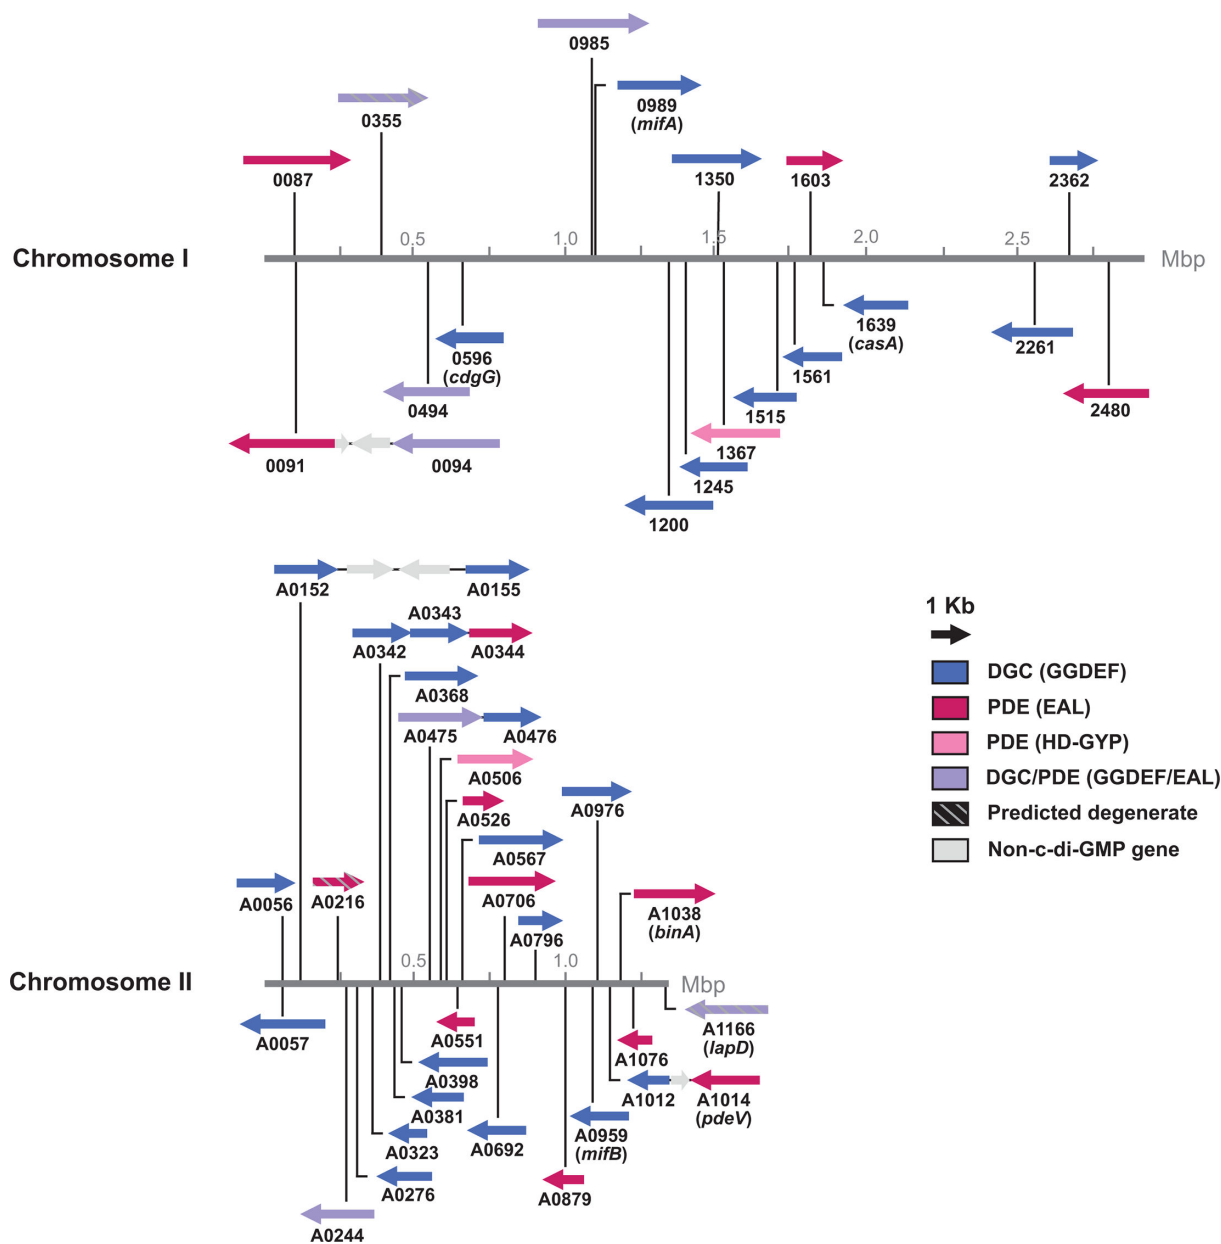 0985
0989
(mifA)
0355
0087
1350
1603
2362
0.5
1.0
1.5
2.0
2.5
Chromosome I
Mbp
0596
(cdgG)
0494
0091
0094
1639
(casA)
1561
1515
1367
1245
1200
2261
2480
A0152
A0155
A0343
A0342
A0344
A0368
A0475
A0476
A0506
A0526
A0567
A0976
A0056
A0216
A0706
A0796
A1038
(binA)
0.5
1.0
Chromosome II
Mbp
A0057
A0551
A0398
A0381
A0323
A0276
A0244
A0692
A0959
(mifB)
A0879
A1166
(lapD)
A1076
A1012
A1014
(pdeV)
1 Kb
DGC (GGDEF)
PDE (EAL)
PDE (HD-GYP)
DGC/PDE (GGDEF/EAL)
Predicted degenerate
Non-c-di-GMP gene